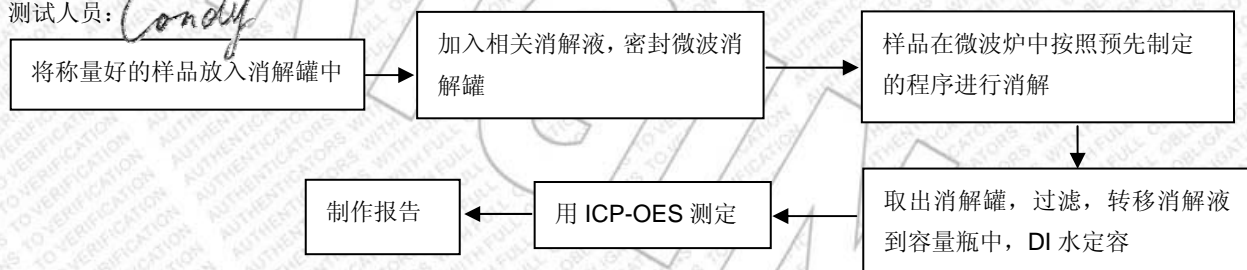 测试人员：Condy
将称量好的样品放入消解罐中
加入相关消解液，密封微波消
解罐
样品在微波炉中按照预先制定
的程序进行消解
取出消解罐，过滤，转移消解液
到容量瓶中，DI 水定容
用 ICP-OES 测定
制作报告